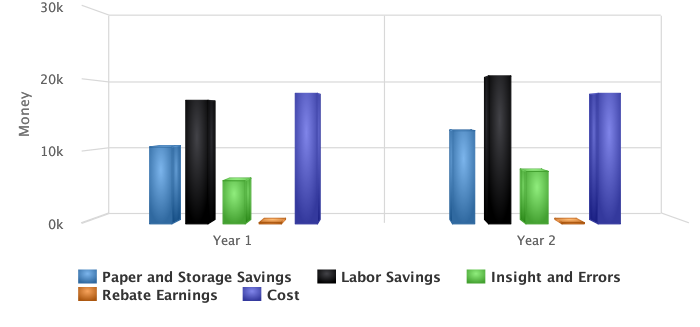 30k
20k
10k
0k
Money
Year 1 Year 2
Paper and Storage Savings Labor Savings Insight and Errors
Rebate Earnings Cost